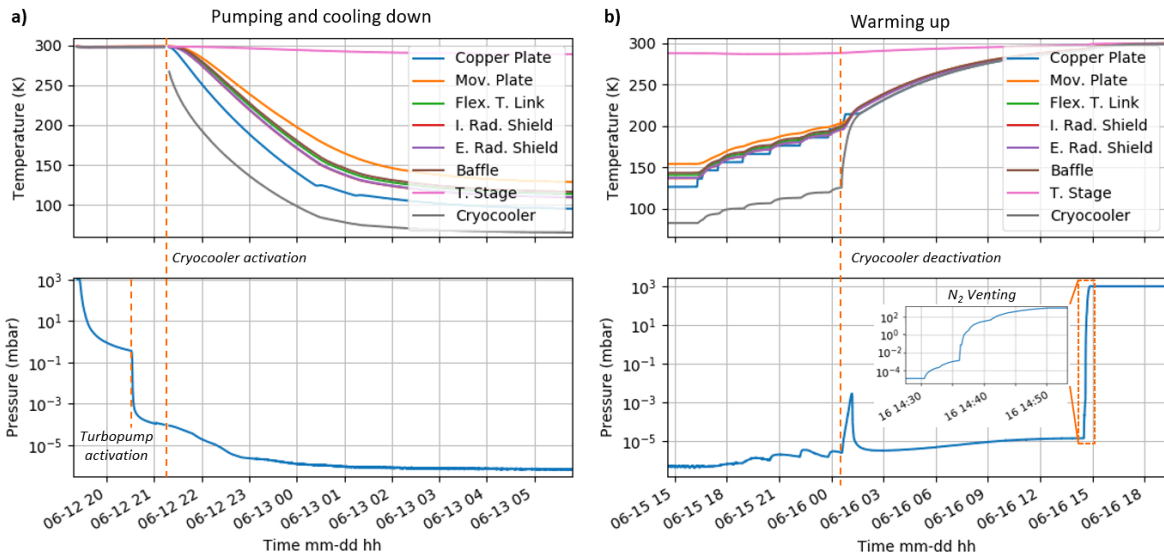 a)
Pumping and cooling down
300
250
200
150
100
Temperature (K)
Copper Plate
Mov. Plate
Flex. T. Link
I. Rad. Shield
E. Rad. Shield
Baffle
T. Stage
Cryocooler
Cryocooler activation
10³
10¹
10⁻¹
10⁻³
10⁻⁵
Pressure (mbar)
Turbopump
activation
06-12 20
06-12 21
06-12 22
06-12 23
06-13 00
06-13 01
06-13 02
06-13 03
06-13 04
06-13 05
Time mm-dd hh
b)
Warming up
300
250
200
150
100
Temperature (K)
Copper Plate
Mov. Plate
Flex. T. Link
I. Rad. Shield
E. Rad. Shield
Baffle
T. Stage
Cryocooler
Cryocooler deactivation
10³
10¹
10⁻¹
10⁻³
10⁻⁵
Pressure (mbar)
N₂ Venting
10²
10⁰
10⁻²
10⁻⁴
16 14:30
16 14:40
16 14:50
06-15 15
06-15 18
06-15 21
06-16 00
06-16 03
06-16 06
06-16 09
06-16 12
06-16 15
06-16 18
Time mm-dd hh